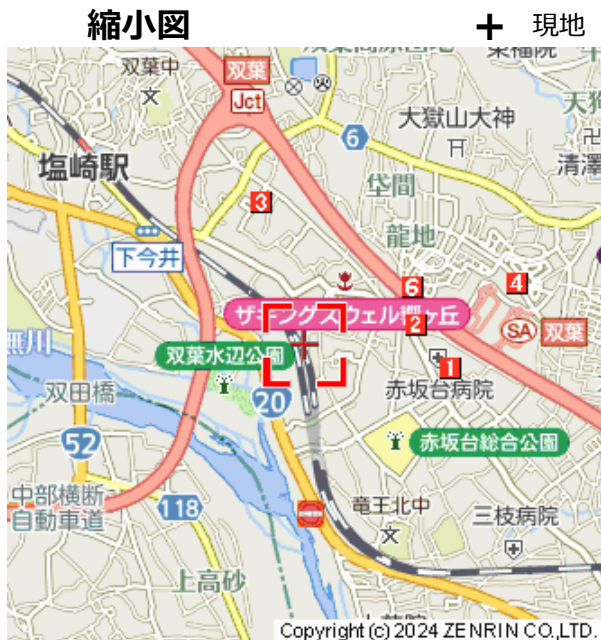 縮小図
現地
双葉中
双葉
Jct
大獄山大神
6
塩崎駅
岱間
清澤
3
龍地
下今井
6
4
2
SA
双葉
双葉水辺公園
1
赤坂台病院
双田橋
20
52
赤坂台総合公園
中部横断
自動車道
118
竜王北中
三枝病院
上高砂
Copyright (c) 2024 ZENRIN CO.,LTD.